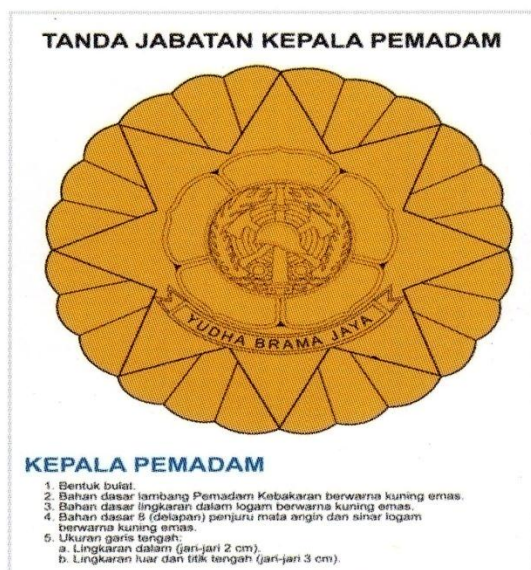 TANDA JABATAN KEPALA PEMADAM
YUDHA BRAMA JAYA
KEPALA PEMADAM
1. Bentuk bulat.
2. Bahan dasar lambang Pemadam Kebakaran berwarna kuning emas.
3. Bahan dasar lingkaran dalam logam berwarna kuning emas.
4. Bahan dasar 8 (delapan) penjuru mata angin dan sinar logam
berwarna kuning emas.
5. Ukuran garis tengah:
a. Lingkaran dalam (jari-jari 2 cm).
b. Lingkaran luar dan titik tengah (jari-jari 3 cm).